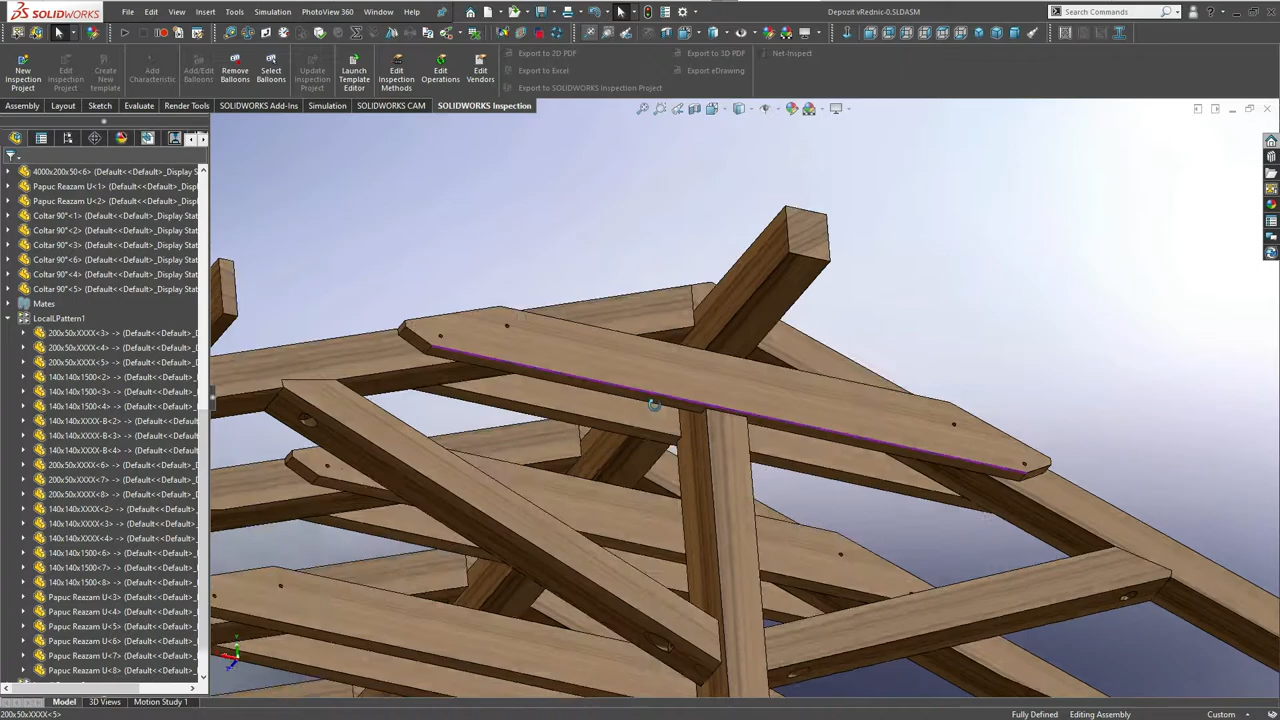 SOLIDWORKS File Edit View Insert Tools Simulation PhotoView 360 Window Help Depozit vRednic-0.SLDASM Search Commands
New Inspection Project
Edit Inspection Project
Create New template
Add Characteristic
Add/Edit Balloons
Remove Balloons
Select Balloons
Update Inspection Project
Launch Template Editor
Edit Inspection Methods
Edit Operations
Edit Vendors
Export to 2D PDF
Export to Excel
Export to SOLIDWORKS Inspection Project
Export to 3D PDF
Export eDrawing
Net-Inspect
Assembly Layout Sketch Evaluate Render Tools SOLIDWORKS Add-Ins Simulation SOLIDWORKS CAM SOLIDWORKS Inspection
4000x200x50<6> (Default<<Default>_Display St
Papuc Reazam U<1> (Default<<Default>_Displ
Papuc Reazam U<2> (Default<<Default>_Displ
Coltar 90°<1> (Default<<Default>_Display Stat
Coltar 90°<2> (Default<<Default>_Display Stat
Coltar 90°<3> (Default<<Default>_Display Stat
Coltar 90°<6> (Default<<Default>_Display Stat
Coltar 90°<4> (Default<<Default>_Display Stat
Coltar 90°<5> (Default<<Default>_Display Stat
Mates
LocalLPattern1
200x50xXXXX<3> -> (Default<<Default>_D
200x50xXXXX<4> -> (Default<<Default>_D
200x50xXXXX<5> -> (Default<<Default>_D
140x140x1500<2> -> (Default<<Default>_D
140x140x1500<3> -> (Default<<Default>_D
140x140x1500<4> -> (Default<<Default>_D
140x140xXXXX-B<2> -> (Default<<Default
140x140xXXXX-B<3> -> (Default<<Default
140x140xXXXX-B<4> -> (Default<<Default
200x50xXXXX<6> -> (Default<<Default>_D
200x50xXXXX<7> -> (Default<<Default>_D
200x50xXXXX<8> -> (Default<<Default>_D
140x140xXXXX<2> -> (Default<<Default>_
140x140xXXXX<3> -> (Default<<Default>_
140x140xXXXX<4> -> (Default<<Default>_
140x140x1500<6> -> (Default<<Default>_D
140x140x1500<7> -> (Default<<Default>_D
140x140x1500<8> -> (Default<<Default>_D
Papuc Reazam U<3> (Default<<Default>_D
Papuc Reazam U<4> (Default<<Default>_D
Papuc Reazam U<5> (Default<<Default>_D
Papuc Reazam U<6> (Default<<Default>_D
Papuc Reazam U<7> (Default<<Default>_D
Papuc Reazam U<8> (Default<<Default>_D
Model 3D Views Motion Study 1
200x50xXXXX<5> Fully Defined Editing Assembly Custom